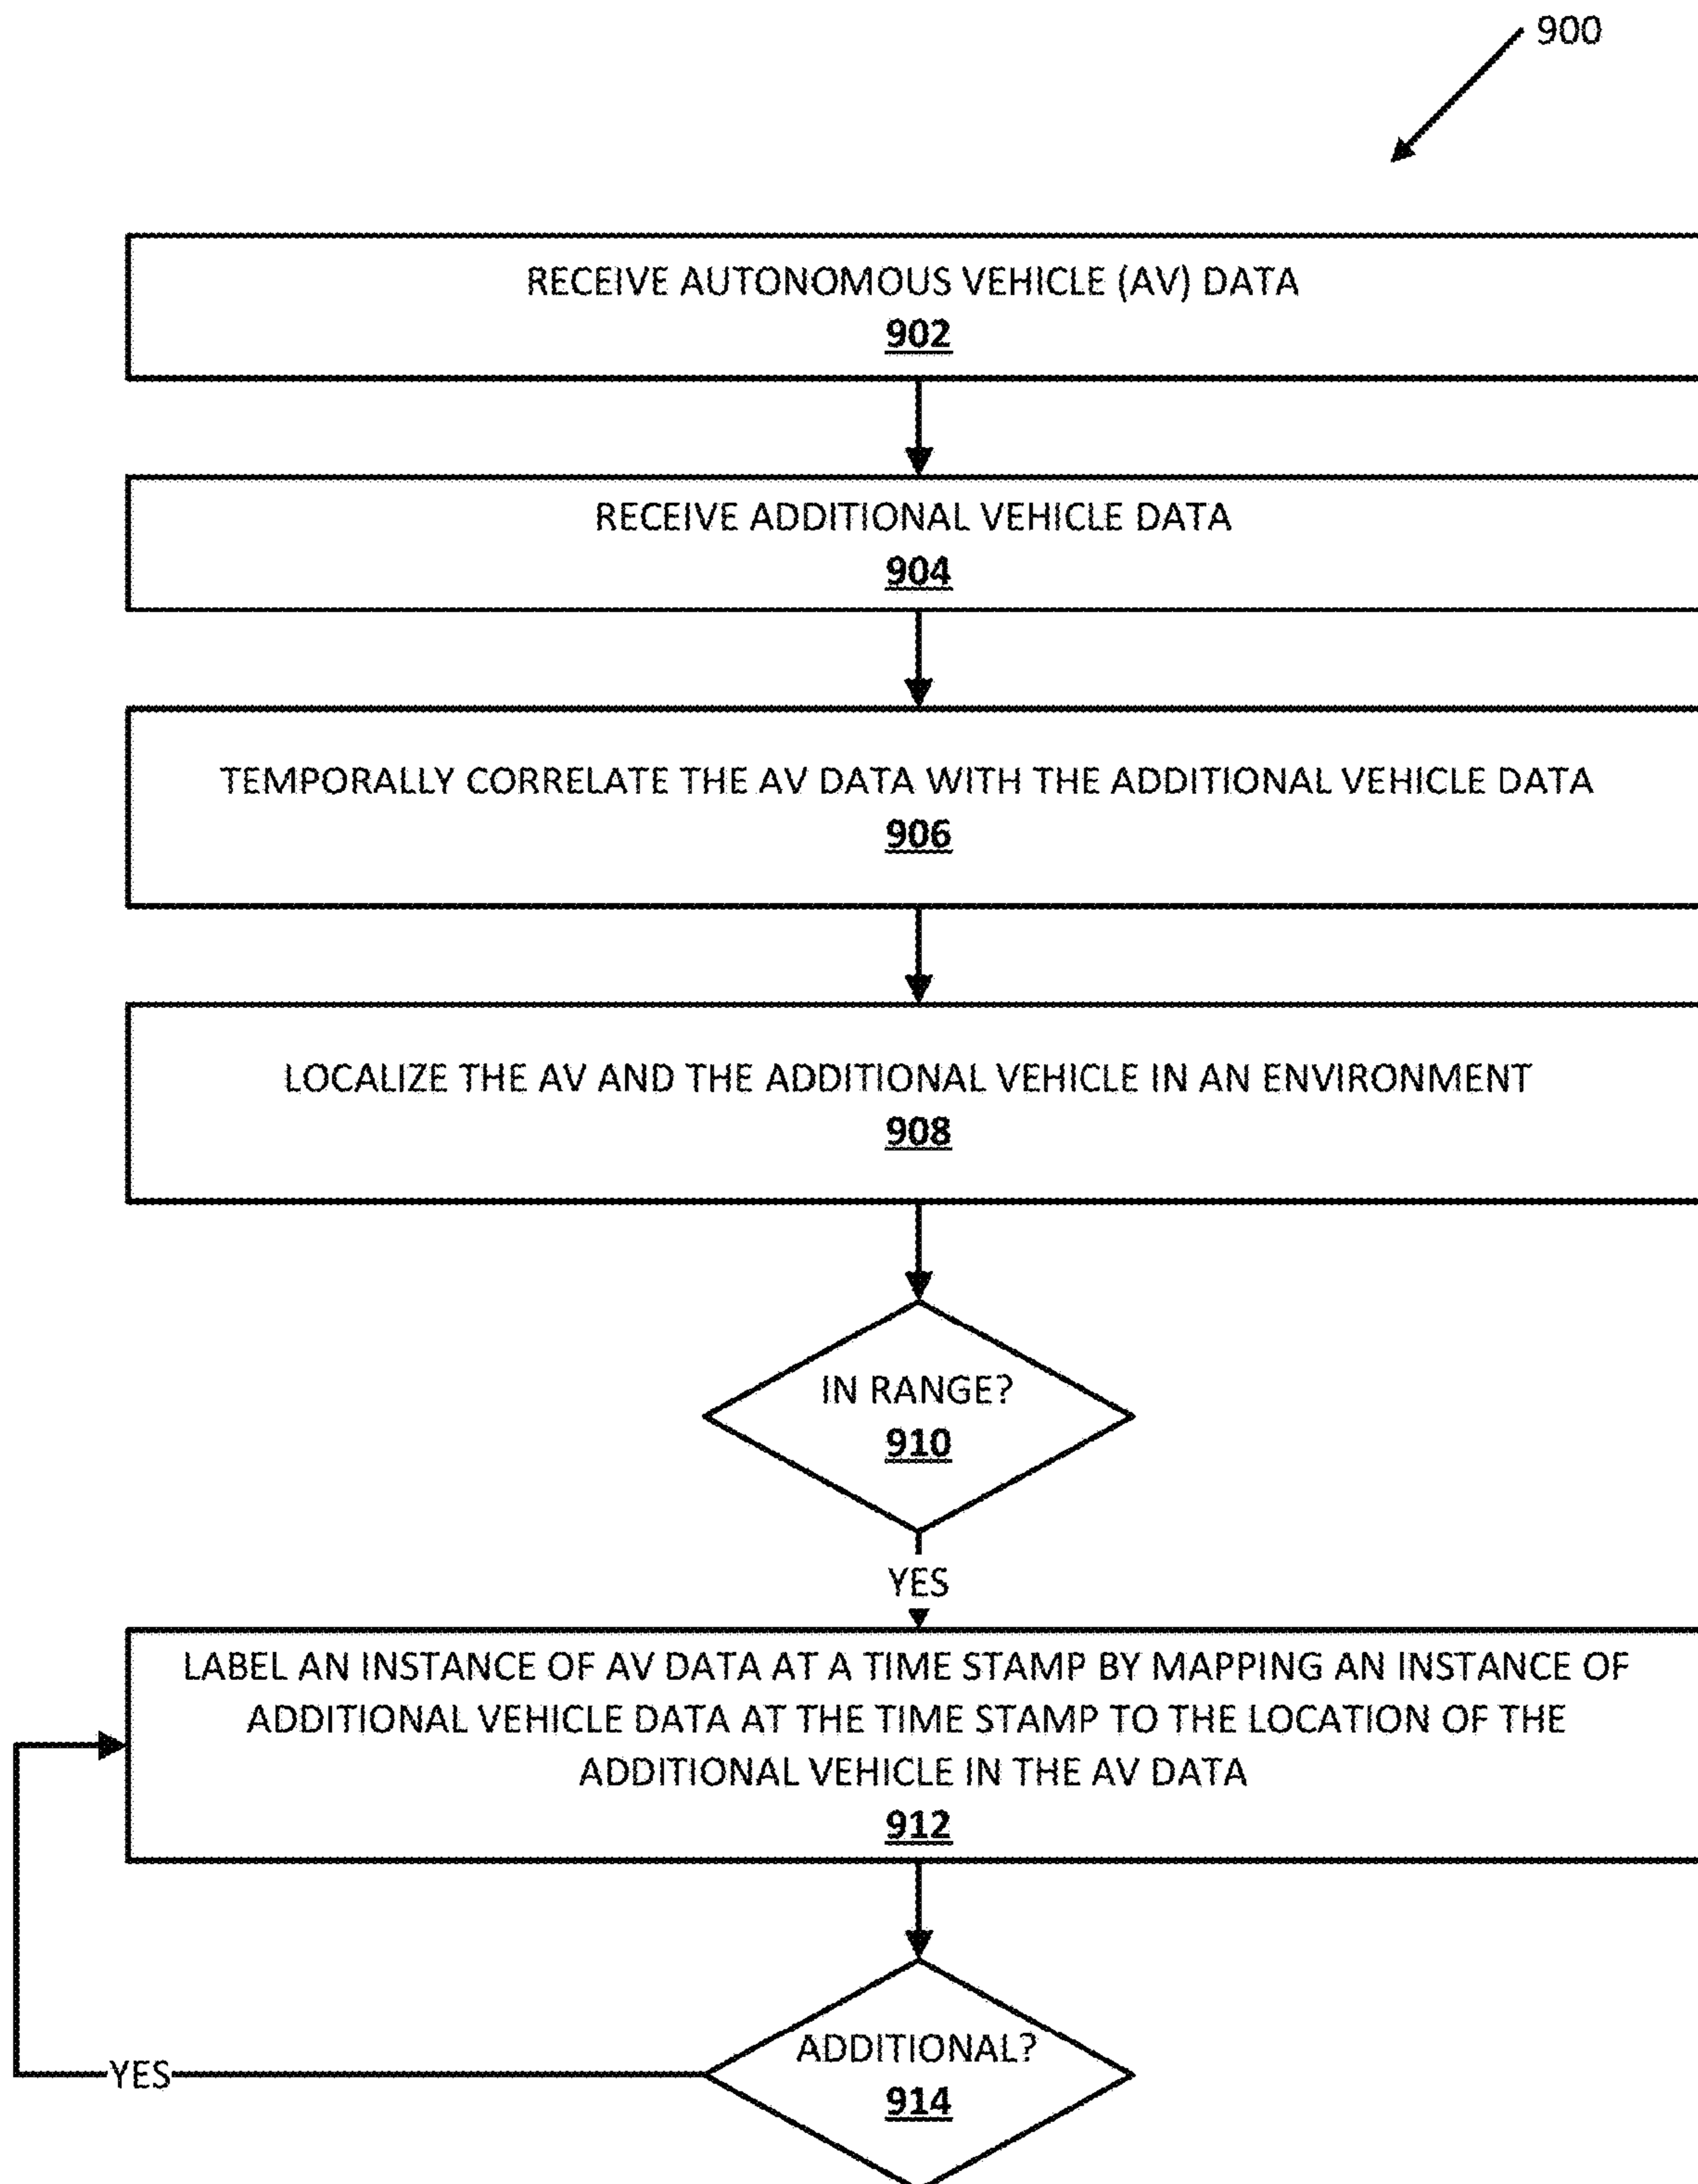 900
RECEIVE AUTONOMOUS VEHICLE (AV) DATA
902
RECEIVE ADDITIONAL VEHICLE DATA
904
TEMPORALLY CORRELATE THE AV DATA WITH THE ADDITIONAL VEHICLE DATA
906
LOCALIZE THE AV AND THE ADDITIONAL VEHICLE IN AN ENVIRONMENT
908
IN RANGE?
910
YES
LABEL AN INSTANCE OF AV DATA AT A TIME STAMP BY MAPPING AN INSTANCE OF
ADDITIONAL VEHICLE DATA AT THE TIME STAMP TO THE LOCATION OF THE
ADDITIONAL VEHICLE IN THE AV DATA
912
ADDITIONAL?
YES
914